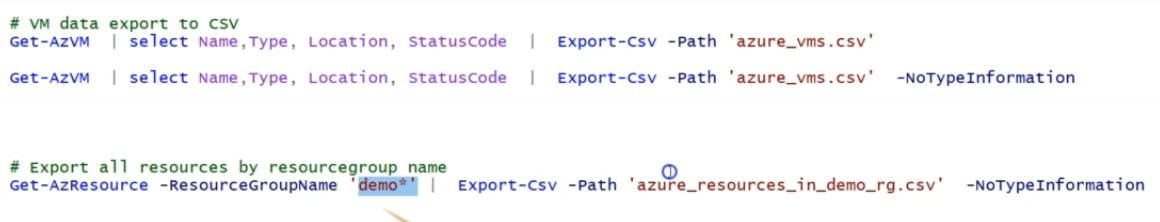 # VM data export to CSV
Get-AzVM | select Name,Type, Location, StatusCode | Export-Csv -Path 'azure_vms.csv'
Get-AzVM | select Name,Type, Location, StatusCode | Export-Csv -Path 'azure_vms.csv' -NoTypeInformation
# Export all resources by resourcegroup name
Get-AzResource -ResourceGroupName 'demo*' | Export-Csv -Path 'azure_resources_in_demo_rg.csv' -NoTypeInformation